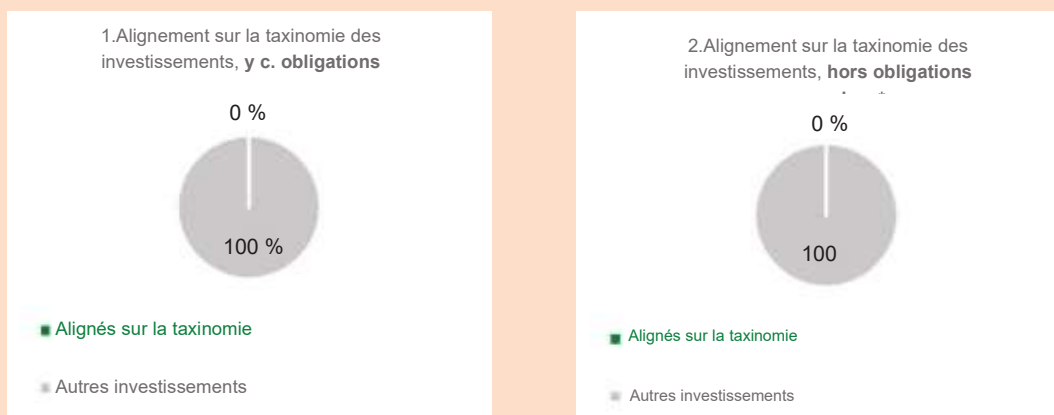 1.Alignement sur la taxinomie des
investissements, y c. obligations
0 %
100 %
Alignés sur la taxinomie
Autres investissements
2.Alignement sur la taxinomie des
investissements, hors obligations
0 %
100
Alignés sur la taxinomie
Autres investissements